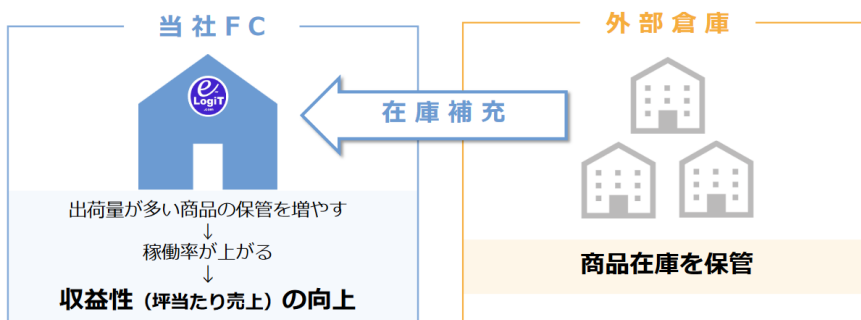 当社FC
外部倉庫
e
LogiT
在庫補充
出荷量が多い商品の保管を増やす
↓
稼働率が上がる
↓
収益性（坪当たり売上）の向上
商品在庫を保管